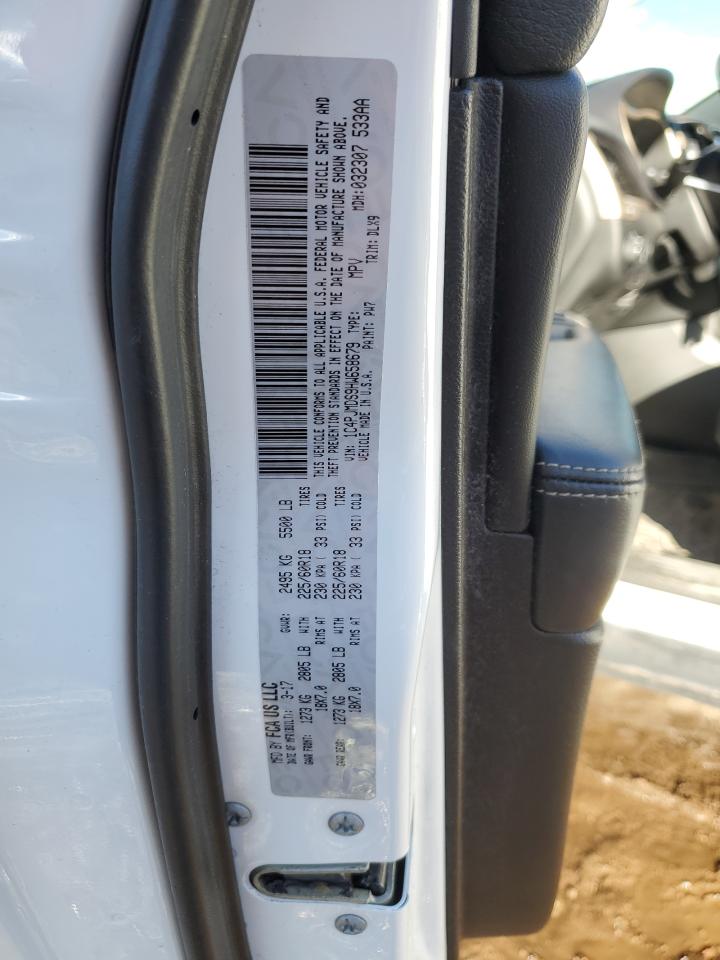 MFD BY FCA US LLC
DATE OF MFR(BUILT): 3-17 GVWR: 2495 KG 5500 LB
GAWR FRONT: 1273 KG 2805 LB WITH 225/60R18 TIRES
18X7.0 RIMS AT 230 KPA ( 33 PSI) COLD
GAWR REAR: 1273 KG 2805 LB WITH 225/60R18 TIRES
18X7.0 RIMS AT 230 KPA ( 33 PSI) COLD
THIS VEHICLE CONFORMS TO ALL APPLICABLE U.S.A. FEDERAL MOTOR VEHICLE SAFETY AND
THEFT PREVENTION STANDARDS IN EFFECT ON THE DATE OF MANUFACTURE SHOWN ABOVE.
VIN: 1C4PJMDS9HW658679 TYPE: MPV MDH:032307 533AA
VEHICLE MADE IN U.S.A. PAINT: PW7 TRIM: DLX9